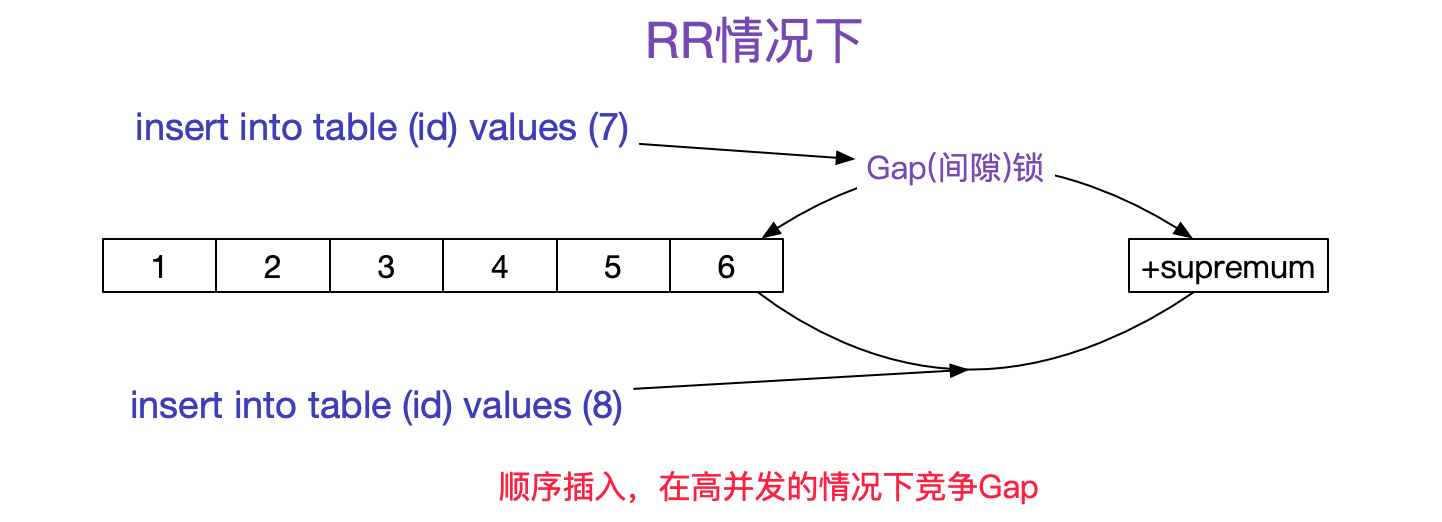 RR情况下
insert into table (id) values (7)
Gap(间隙)锁
1 2 3 4 5 6 +supremum
insert into table (id) values (8)
顺序插入，在高并发的情况下竞争Gap